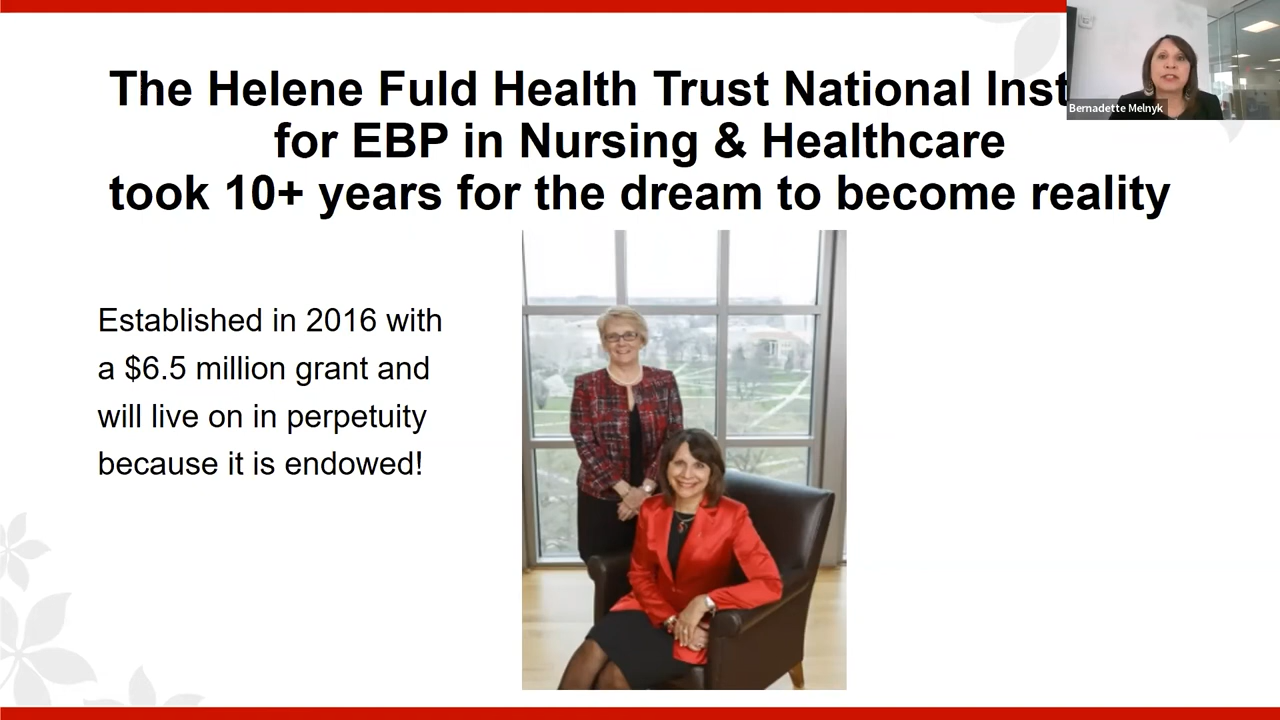 The Helene Fuld Health Trust National Inst
for EBP in Nursing & Healthcare
took 10+ years for the dream to become reality
Bernadette Melnyk
Established in 2016 with
a $6.5 million grant and
will live on in perpetuity
because it is endowed!